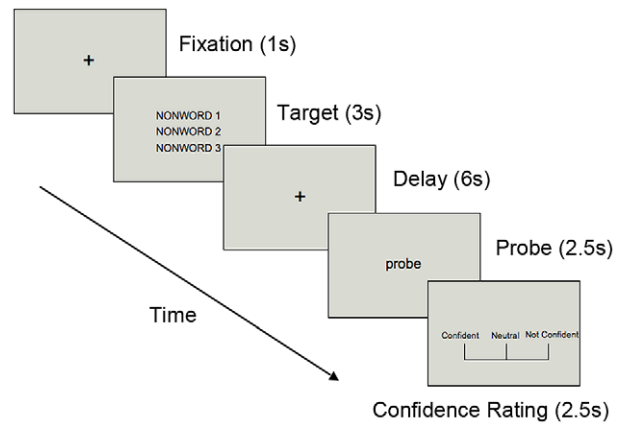 +
Fixation (1s)
NONWORD 1
NONWORD 2
NONWORD 3
Target (3s)
+
Delay (6s)
probe
Probe (2.5s)
Time
Confident Neutral Not Confident
Confidence Rating (2.5s)